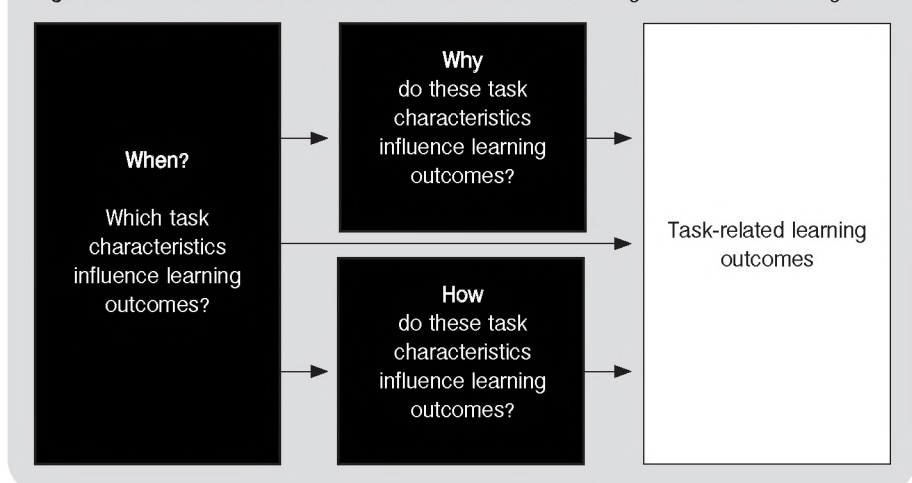 When?
Which task
characteristics
influence learning
outcomes?
Why
do these task
characteristics
influence learning
outcomes?
How
do these task
characteristics
influence learning
outcomes?
Task-related learning
outcomes